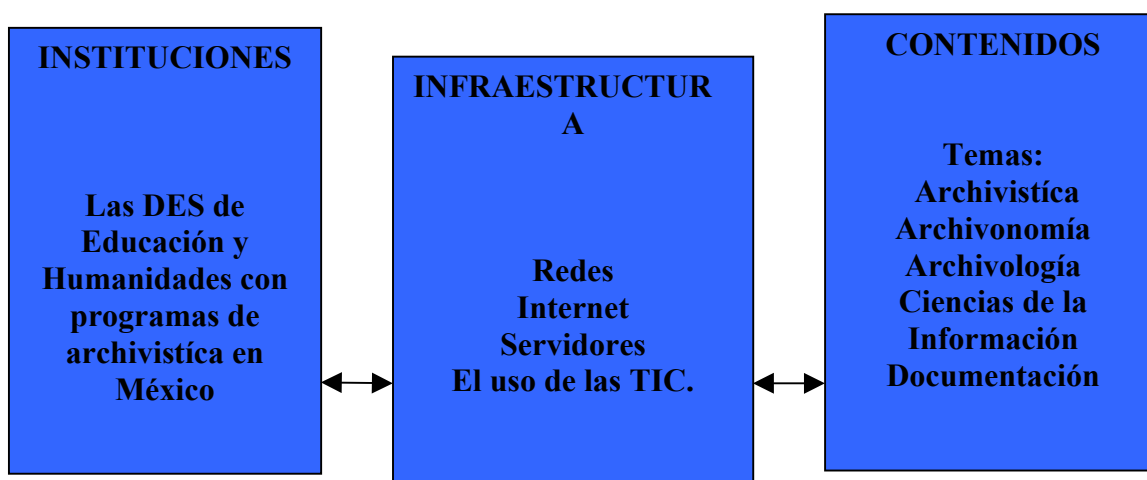 INSTITUCIONES
Las DES de
Educación y
Humanidades con
programas de
archivistíca en
México
INFRAESTRUCTUR
A
Redes
Internet
Servidores
El uso de las TIC.
CONTENIDOS
Temas:
Archivistíca
Archivonomía
Archivología
Ciencias de la
Información
Documentación